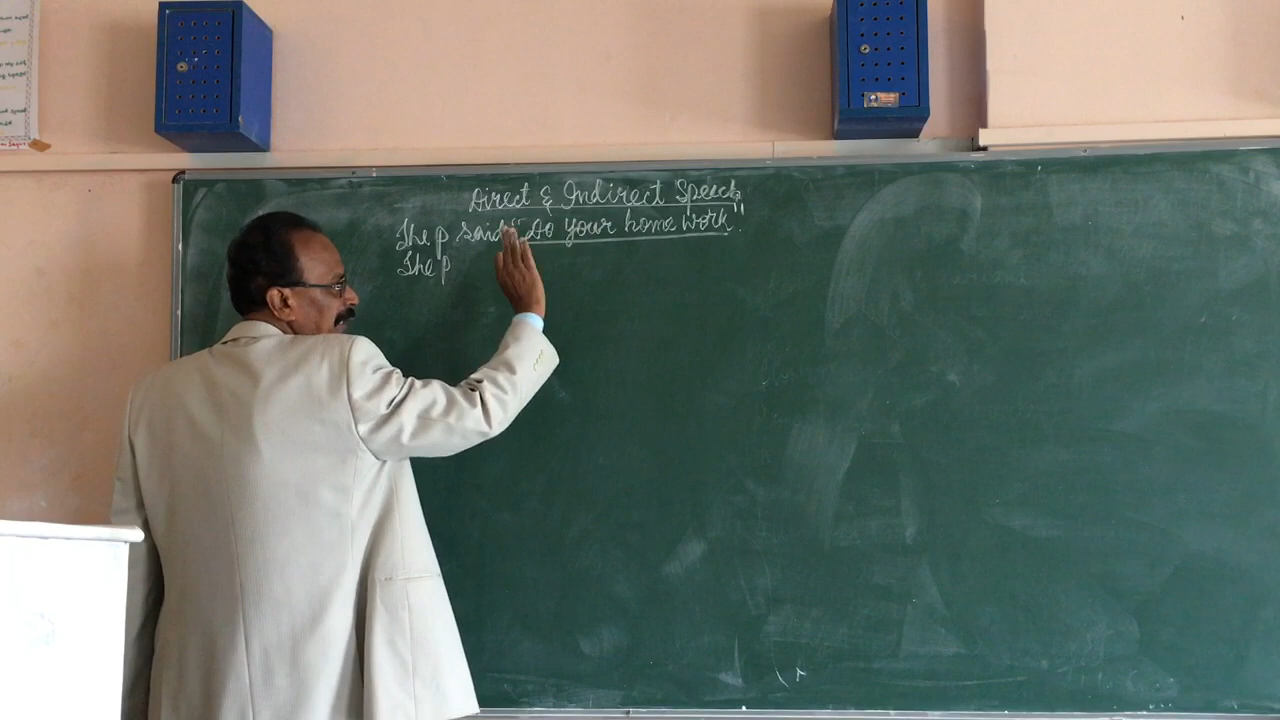 Direct & Indirect Speech
The p said "Do your home work".
The p